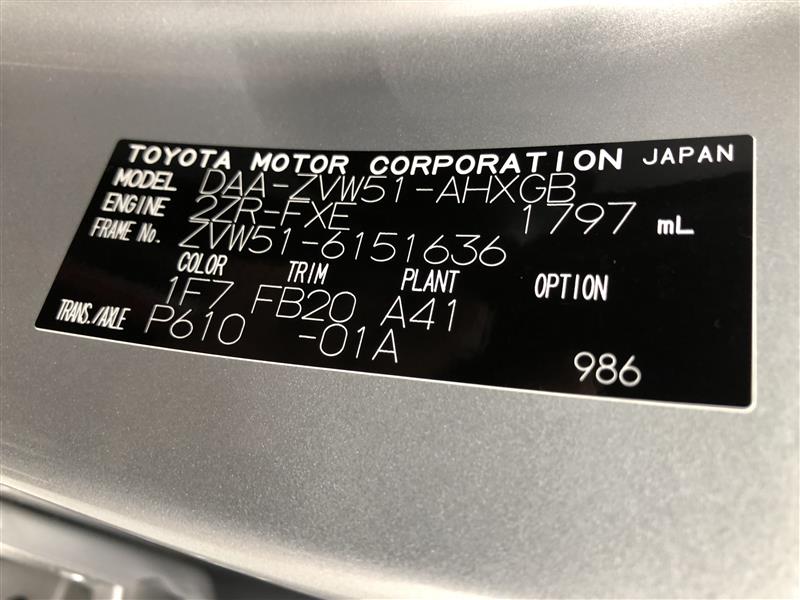 TOYOTA MOTOR CORPORATION JAPAN
MODEL DAA-ZVW51-AHXGB
ENGINE 2ZR-FXE 1797 mL
FRAME No. ZVW51-6151636
COLOR TRIM PLANT OPTION
1F7 FB20 A41
TRANS./AXLE P610 -01A
986